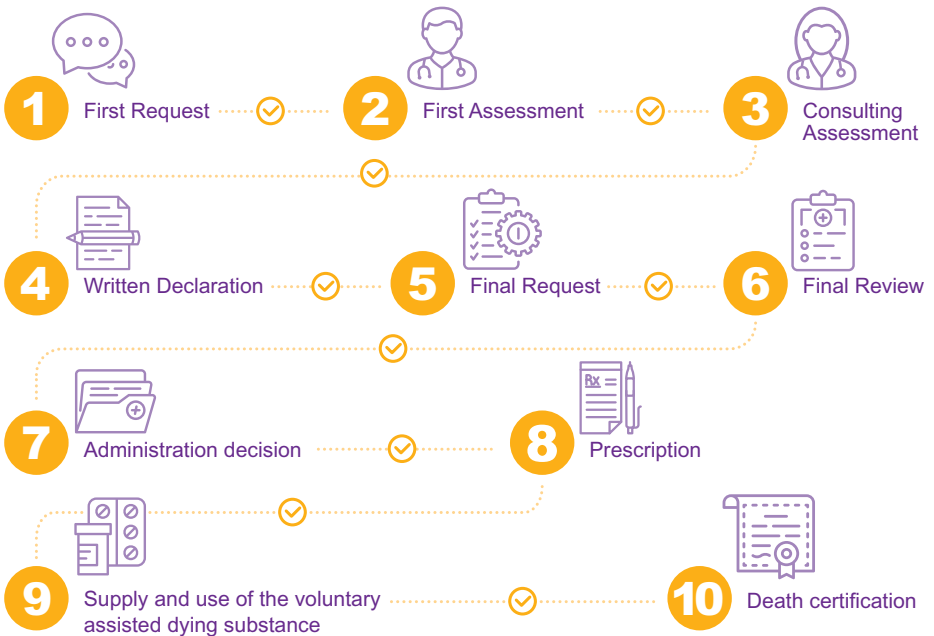 1 First Request
2 First Assessment
3 Consulting
Assessment
4 Written Declaration
5 Final Request
6 Final Review
7 Administration decision
8 Prescription
Rx
9 Supply and use of the voluntary
assisted dying substance
10 Death certification